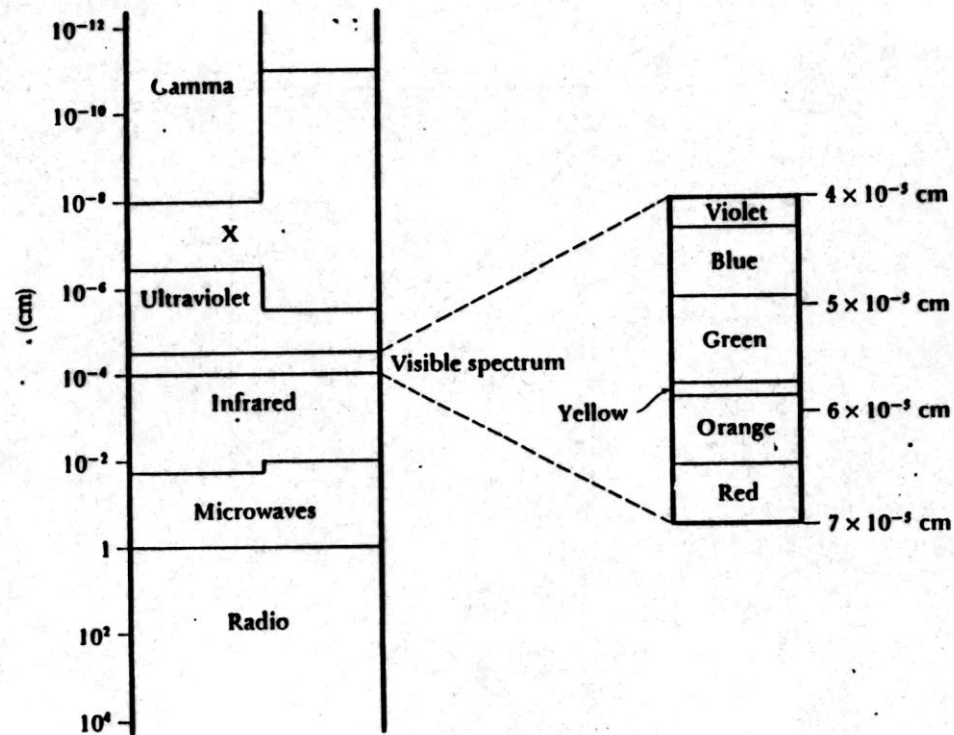 10⁻¹²
Gamma
10⁻¹⁰
10⁻⁸
X
10⁻⁶
Ultraviolet
(cm)
10⁻⁴
Visible spectrum
Infrared
10⁻²
Microwaves
1
Radio
10²
10⁴
4 × 10⁻⁵ cm
Violet
Blue
5 × 10⁻⁵ cm
Green
Yellow
6 × 10⁻⁵ cm
Orange
Red
7 × 10⁻⁵ cm